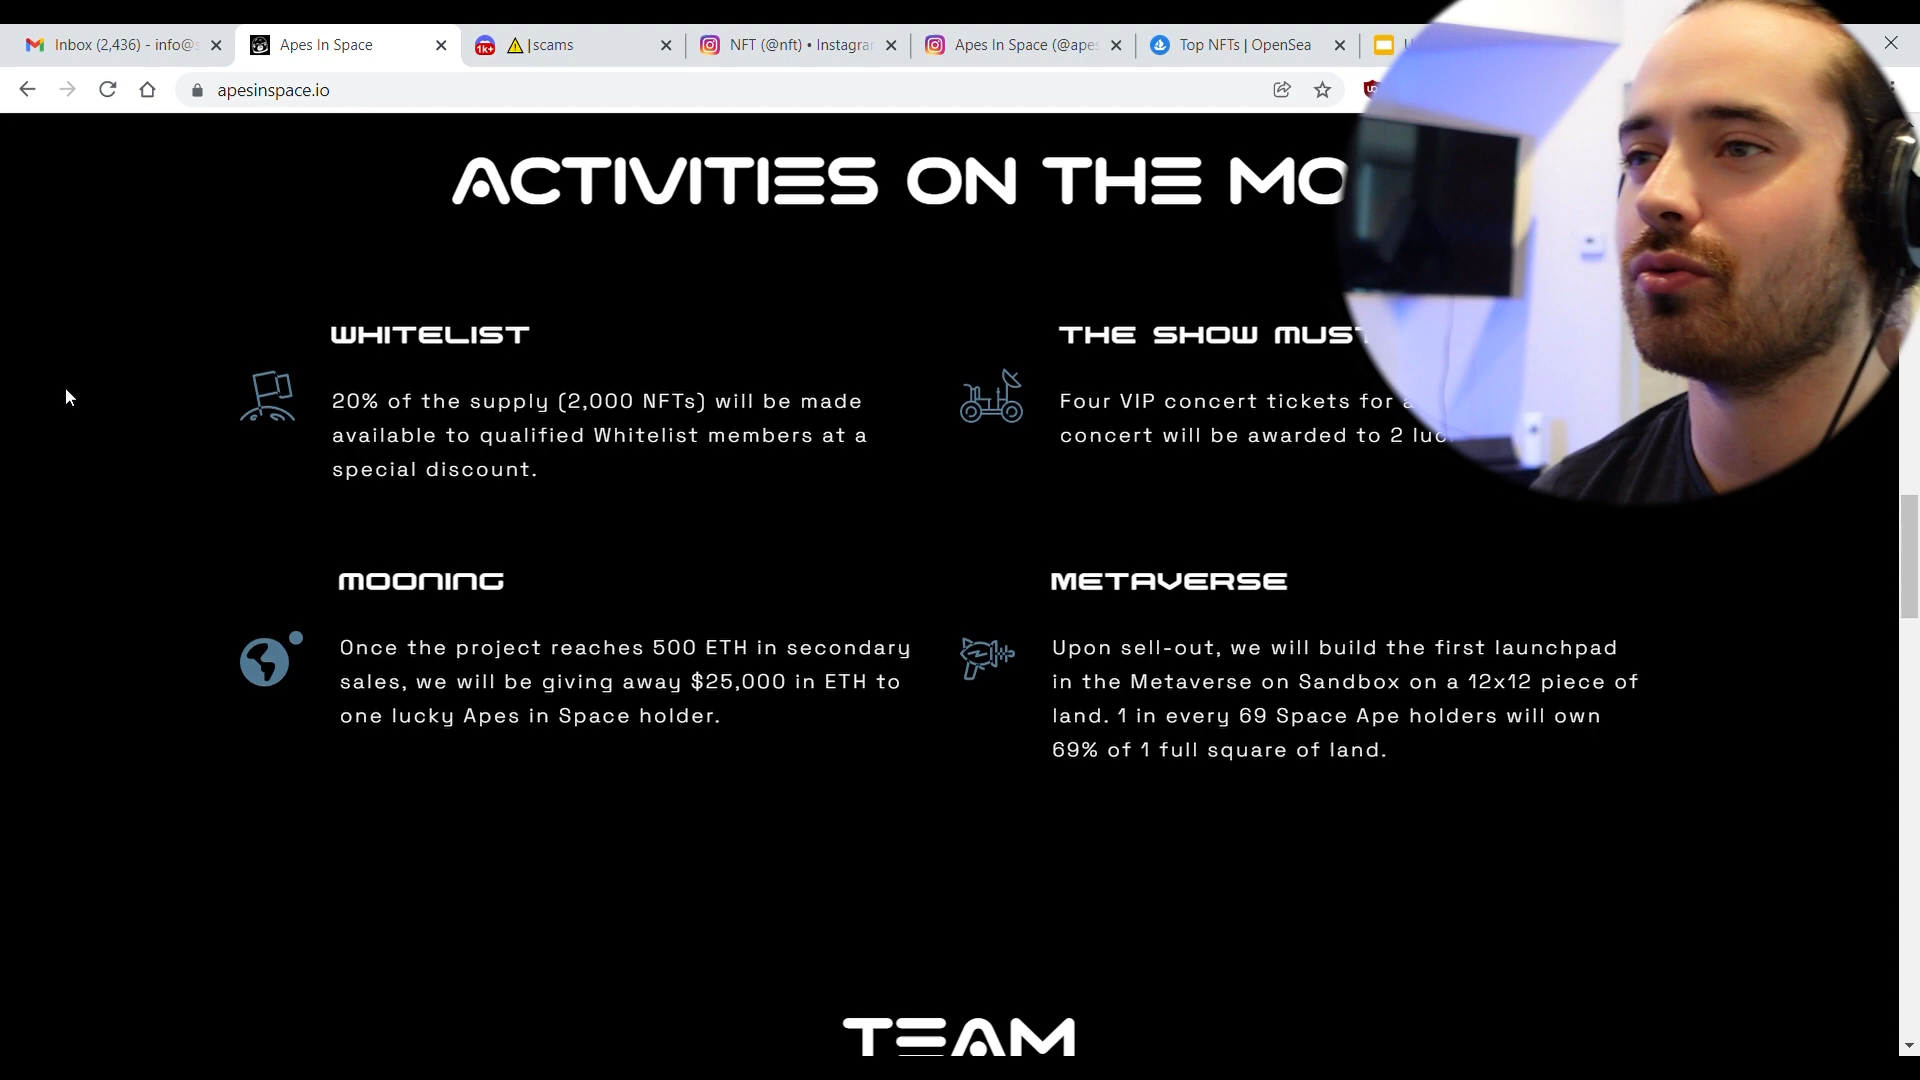 Inbox (2,436) - info@s
Apes In Space
1k+
|scams
NFT (@nft) • Instagra
Apes In Space (@apes
Top NFTs | OpenSea
apesinspace.io
ACTIVITIES ON THE MO
WHITELIST
20% of the supply (2,000 NFTs) will be made
available to qualified Whitelist members at a
special discount.
THE SHOW MUST
Four VIP concert tickets for a
concert will be awarded to 2 luc
MOONING
Once the project reaches 500 ETH in secondary
sales, we will be giving away $25,000 in ETH to
one lucky Apes in Space holder.
METAVERSE
Upon sell-out, we will build the first launchpad
in the Metaverse on Sandbox on a 12x12 piece of
land. 1 in every 69 Space Ape holders will own
69% of 1 full square of land.
TEAM